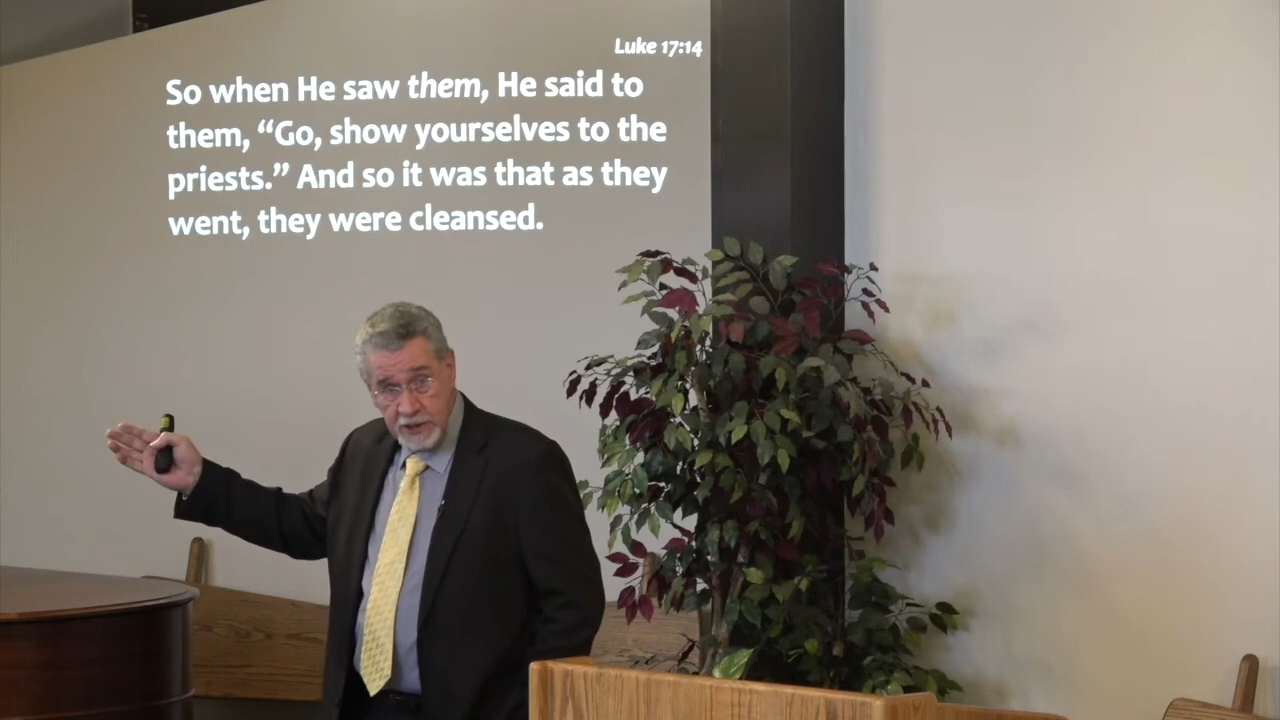 Luke 17:14
So when He saw them, He said to
them, “Go, show yourselves to the
priests.” And so it was that as they
went, they were cleansed.